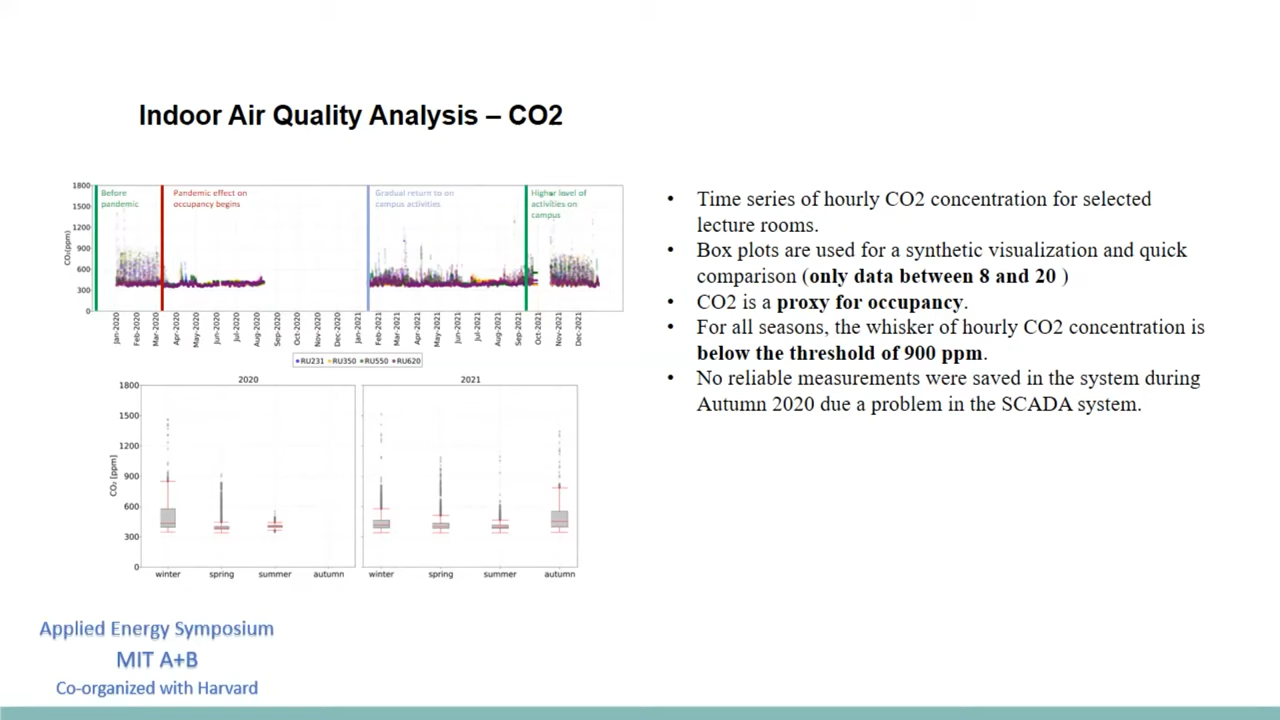 Indoor Air Quality Analysis – CO2
1800
1500
1200
900
600
300
0
CO₂(ppm)
Before
pandemic
Pandemic effect on
occupancy begins
Gradual return to on
campus activities
Higher level of
activities on
campus
Jan-2020
Feb-2020
Mar-2020
Apr-2020
May-2020
Jun-2020
Jul-2020
Aug-2020
Sep-2020
Oct-2020
Nov-2020
Dec-2020
Jan-2021
Feb-2021
Mar-2021
Apr-2021
May-2021
Jun-2021
Jul-2021
Aug-2021
Sep-2021
Oct-2021
Nov-2021
Dec-2021
RU231 RU350 RU550 RU620
2020
2021
1800
1500
1200
900
600
300
0
CO₂ [ppm]
winter spring summer autumn
winter spring summer autumn
• Time series of hourly CO2 concentration for selected
lecture rooms.
• Box plots are used for a synthetic visualization and quick
comparison (only data between 8 and 20 )
• CO2 is a proxy for occupancy.
• For all seasons, the whisker of hourly CO2 concentration is
below the threshold of 900 ppm.
• No reliable measurements were saved in the system during
Autumn 2020 due a problem in the SCADA system.
Applied Energy Symposium
MIT A+B
Co-organized with Harvard